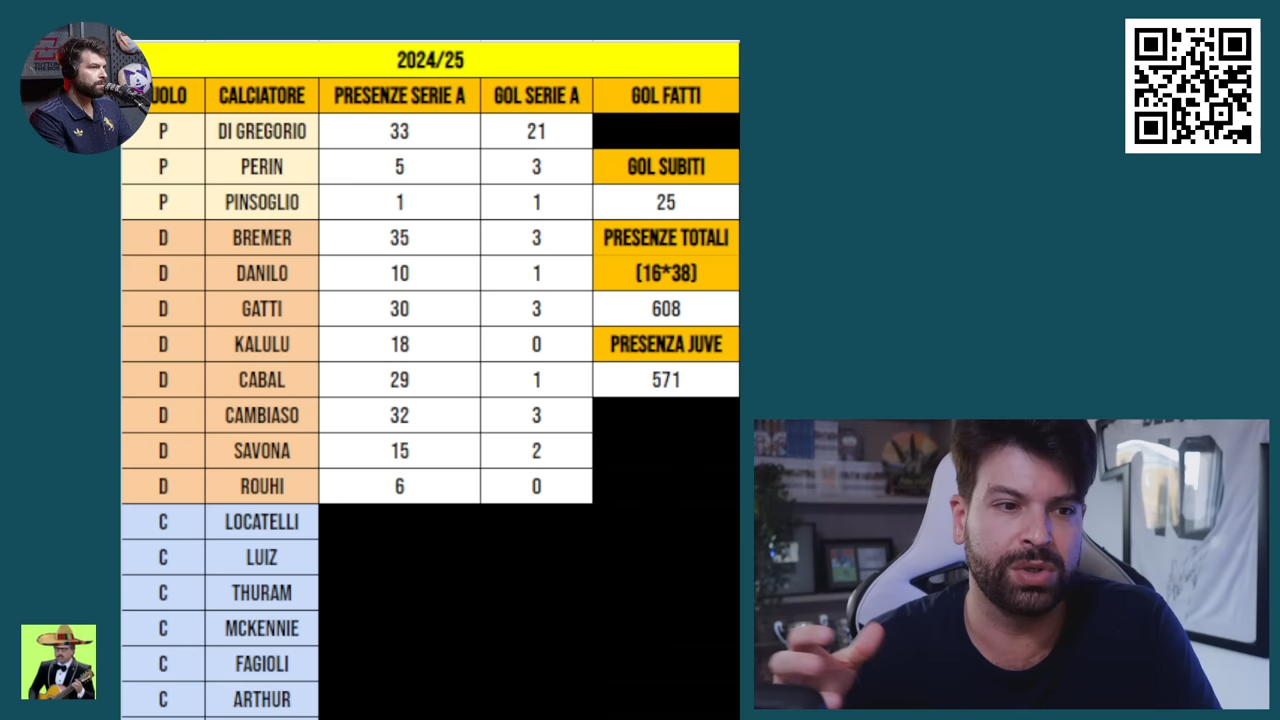 2024/25
UOLO CALCIATORE PRESENZE SERIE A GOL SERIE A GOL FATTI
P DI GREGORIO 33 21
P PERIN 5 3 GOL SUBITI
P PINSOGLIO 1 1 25
D BREMER 35 3 PRESENZE TOTALI
D DANILO 10 1 (16*38)
D GATTI 30 3 608
D KALULU 18 0 PRESENZA JUVE
D CABAL 29 1 571
D CAMBIASO 32 3
D SAVONA 15 2
D ROUHI 6 0
C LOCATELLI
C LUIZ
C THURAM
C MCKENNIE
C FAGIOLI
C ARTHUR